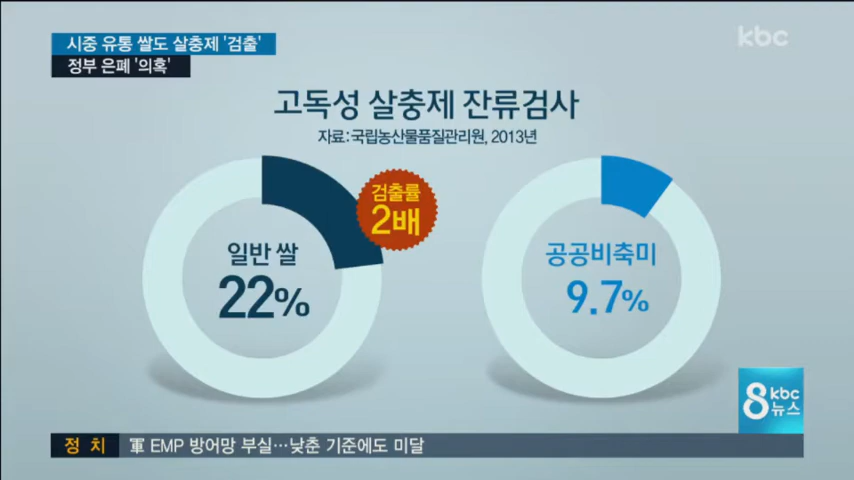 시중 유통 쌀도 살충제 '검출'
kbc
정부 은폐 '의혹'
고독성 살충제 잔류검사
자료:국립농산물품질관리원, 2013년
검출률
2배
일반 쌀
22%
공공비축미
9.7%
8 kbc
뉴스
정 치 軍 EMP 방어망 부실…낮춘 기준에도 미달